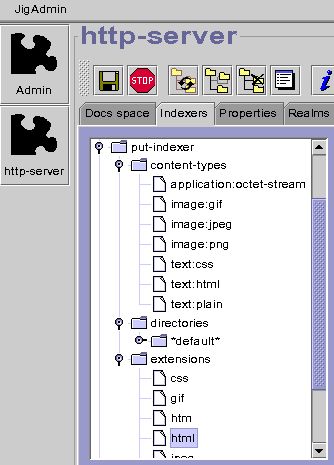 JigAdmin
http-server
Admin
http-server
STOP
i
Docs space Indexers Properties Realms
put-indexer
content-types
application:octet-stream
image:gif
image:jpeg
image:png
text:css
text:html
text:plain
directories
*default*
extensions
css
gif
htm
html